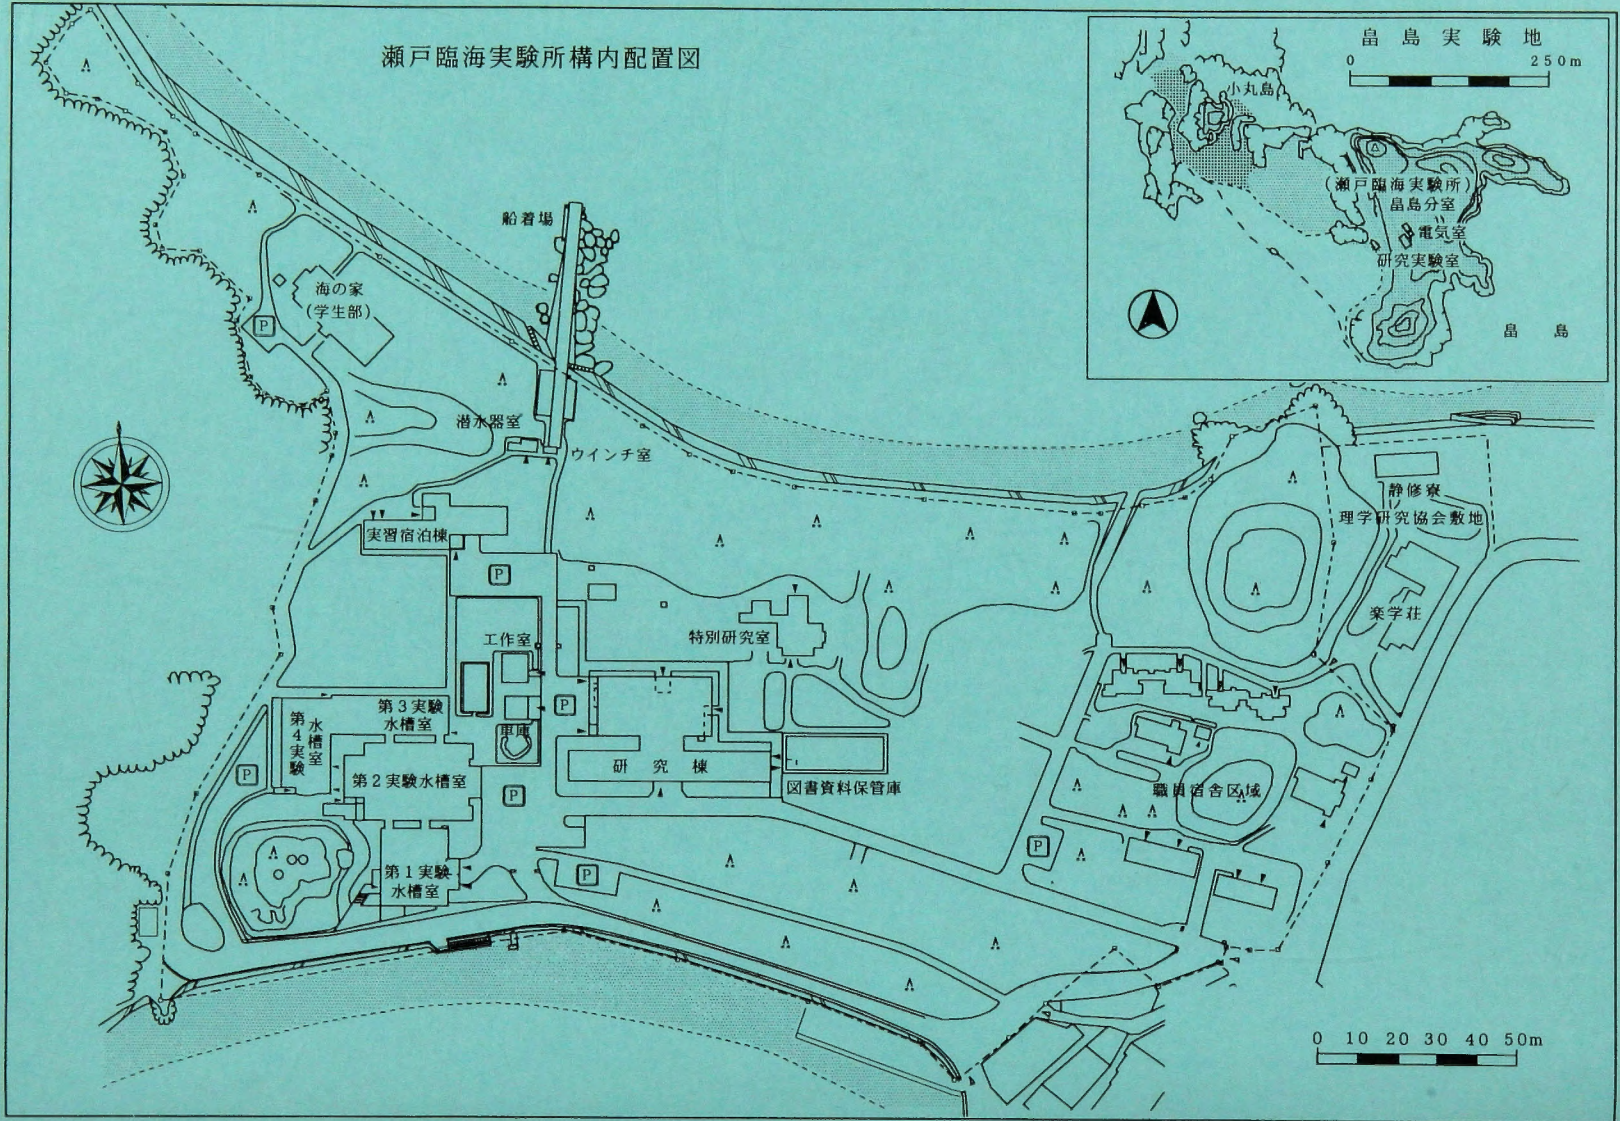 瀬戸臨海実験所構内配置図
畠島実験地
0 250m
小丸島
(瀬戸臨海実験所)
畠島分室
電気室
研究実験室
畠島
船着場
海の家
(学生部)
P
潜水器室
ウインチ室
静修寮
理学研究協会敷地
実習宿泊棟
P
楽学荘
工作室
特別研究室
第3実験
水槽室
第4実験
水槽室
P
車庫
研究棟
P
第2実験水槽室
P
図書資料保管庫
職員宿舎区域
P
第1実験
水槽室
P
0 10 20 30 40 50m